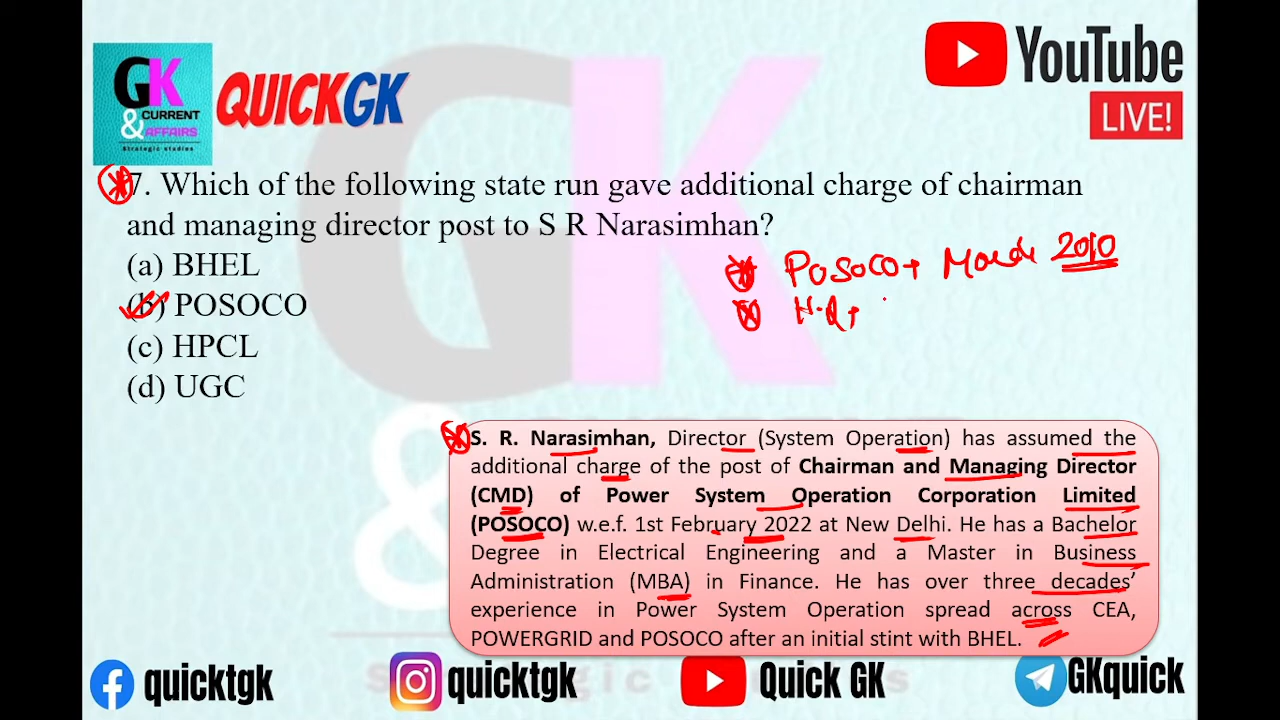 GK
CURRENT
& AFFAIRS
Strategic studies
QUICKGK
YouTube
LIVE!
7. Which of the following state run gave additional charge of chairman
and managing director post to S R Narasimhan?
(a) BHEL
(b) POSOCO
(c) HPCL
(d) UGC
POSOCO → March 2010
H.Q →
S. R. Narasimhan, Director (System Operation) has assumed the
additional charge of the post of Chairman and Managing Director
(CMD) of Power System Operation Corporation Limited
(POSOCO) w.e.f. 1st February 2022 at New Delhi. He has a Bachelor
Degree in Electrical Engineering and a Master in Business
Administration (MBA) in Finance. He has over three decades’
experience in Power System Operation spread across CEA,
POWERGRID and POSOCO after an initial stint with BHEL.
quicktgk
quicktgk
Quick GK
GKquick